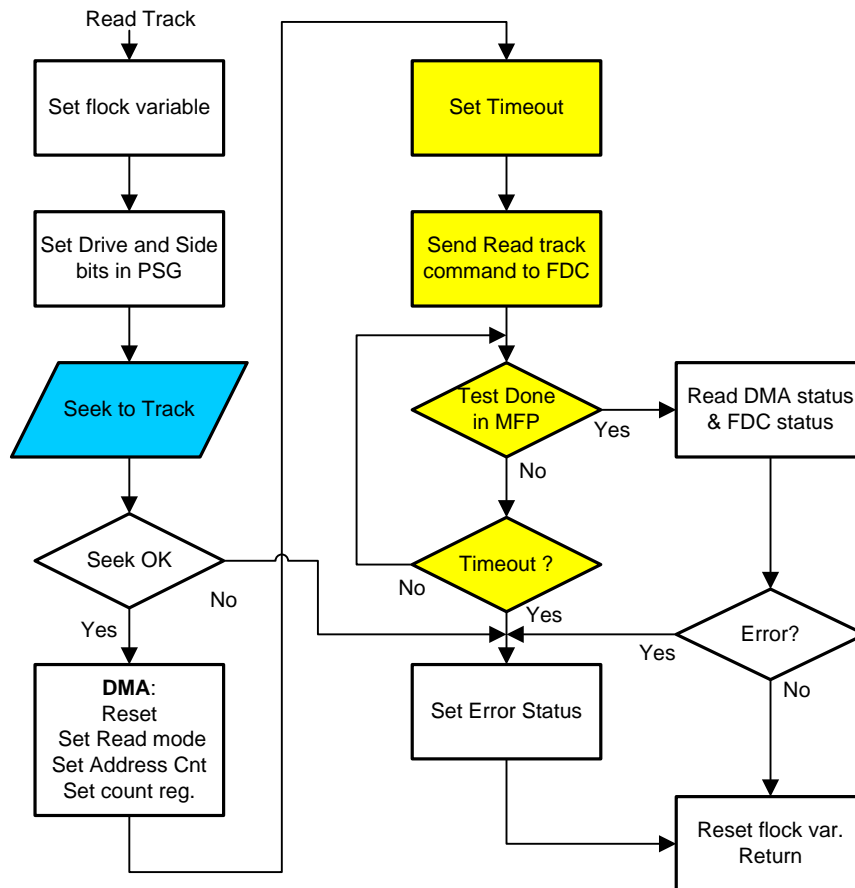 Read Track
Set flock variable
Set Drive and Side
bits in PSG
Seek to Track
Seek OK
No
Yes
DMA:
Reset
Set Read mode
Set Address Cnt
Set count reg.
Set Timeout
Send Read track
command to FDC
Test Done
in MFP
Yes
No
Timeout ?
No
Yes
Set Error Status
Read DMA status
& FDC status
Error?
Yes
No
Reset flock var.
Return